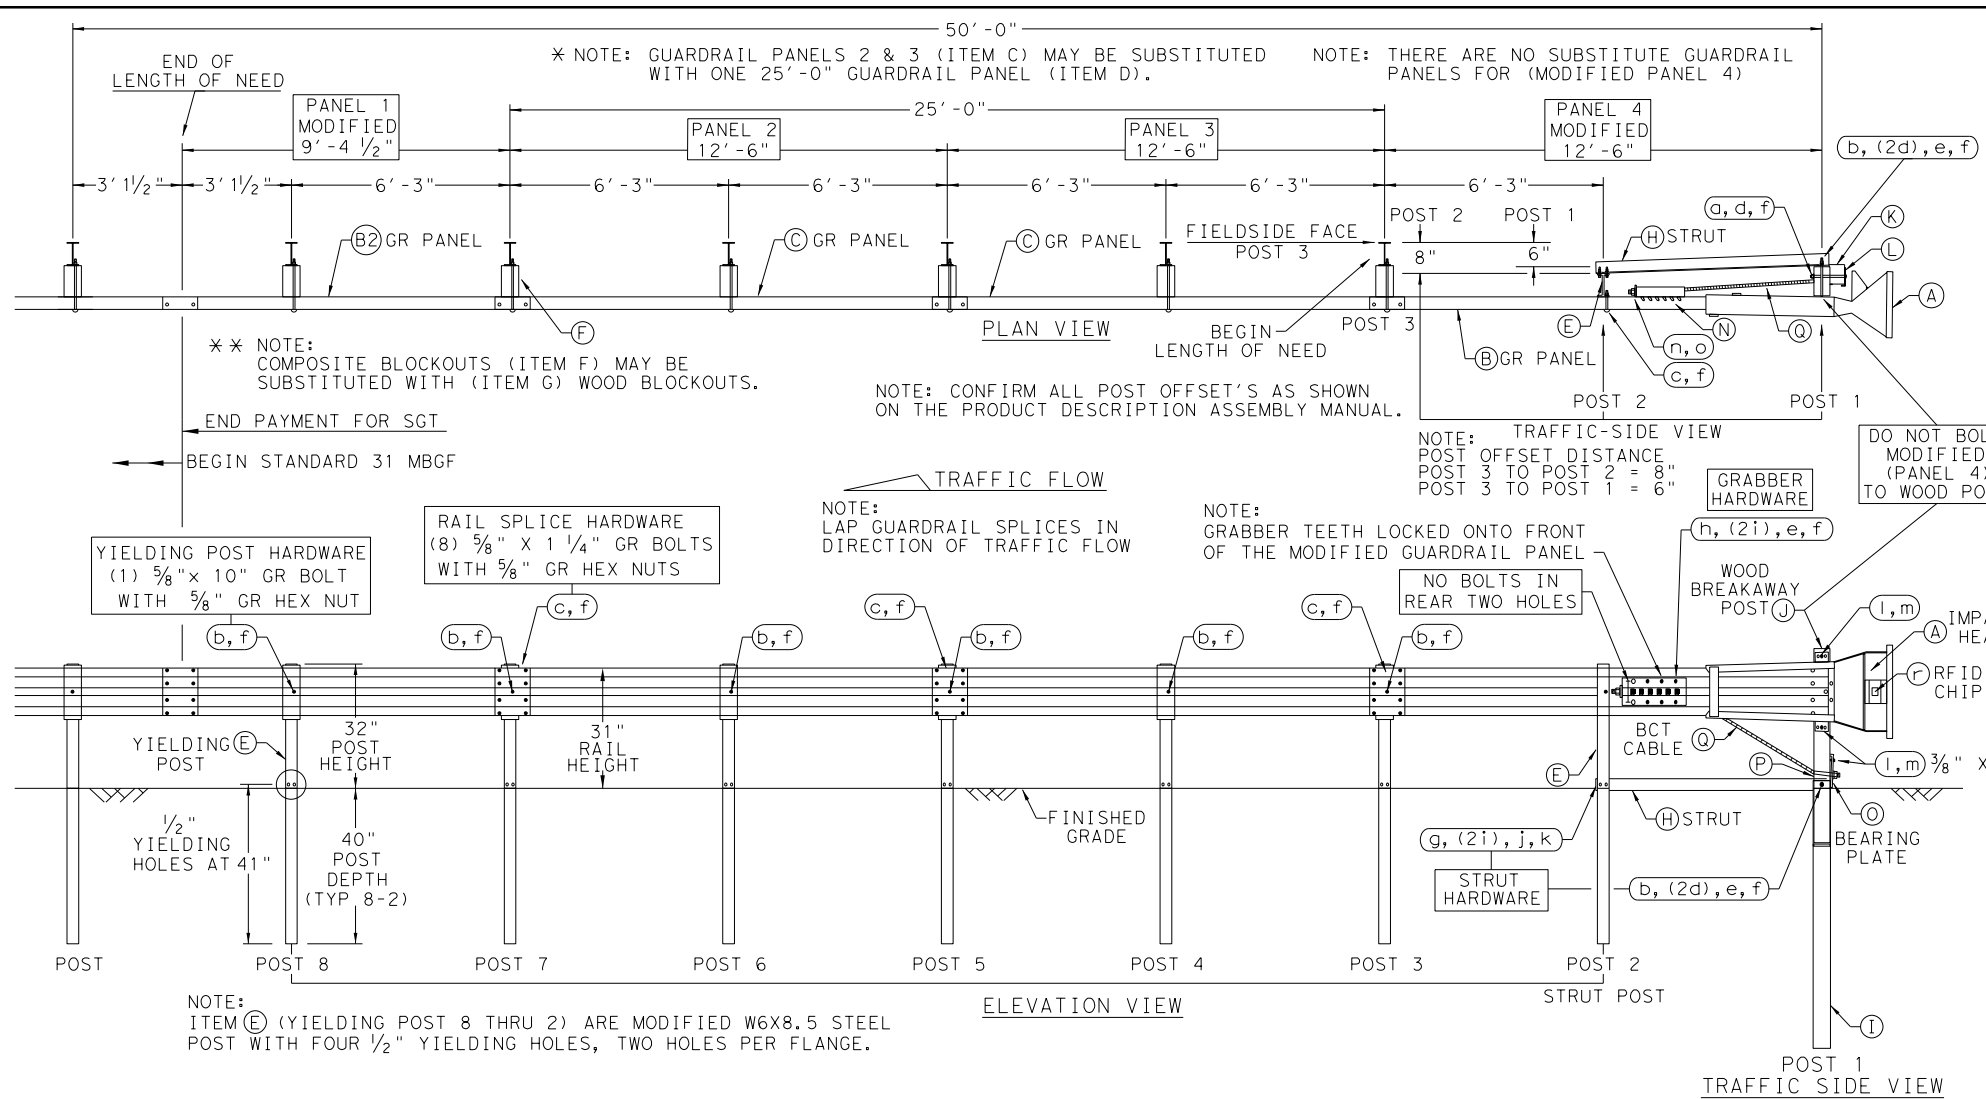 50'-0"
* NOTE: GUARDRAIL PANELS 2 & 3 (ITEM C) MAY BE SUBSTITUTED
WITH ONE 25'-0" GUARDRAIL PANEL (ITEM D).
NOTE: THERE ARE NO SUBSTITUTE GUARDRAIL
PANELS FOR (MODIFIED PANEL 4)
END OF
LENGTH OF NEED
PANEL 1
MODIFIED
9'-4 1/2"
25'-0"
PANEL 2
12'-6"
PANEL 3
12'-6"
PANEL 4
MODIFIED
12'-6"
b, (2d), e, f
3' 1 1/2"
3' 1 1/2"
6'-3"
6'-3"
6'-3"
6'-3"
6'-3"
6'-3"
POST 2
POST 1
a, d, f
K
FIELDSIDE FACE
POST 3
8"
6"
H STRUT
L
B2 GR PANEL
C GR PANEL
C GR PANEL
A
F
PLAN VIEW
BEGIN
LENGTH OF NEED
POST 3
E
N
Q
B GR PANEL
n, o
c, f
** NOTE:
COMPOSITE BLOCKOUTS (ITEM F) MAY BE
SUBSTITUTED WITH (ITEM G) WOOD BLOCKOUTS.
NOTE: CONFIRM ALL POST OFFSET'S AS SHOWN
ON THE PRODUCT DESCRIPTION ASSEMBLY MANUAL.
POST 2
POST 1
END PAYMENT FOR SGT
BEGIN STANDARD 31 MBGF
TRAFFIC-SIDE VIEW
NOTE:
POST OFFSET DISTANCE
POST 3 TO POST 2 = 8"
POST 3 TO POST 1 = 6"
DO NOT BOL
MODIFIED
(PANEL 4)
TO WOOD PO
TRAFFIC FLOW
NOTE:
LAP GUARDRAIL SPLICES IN
DIRECTION OF TRAFFIC FLOW
GRABBER
HARDWARE
NOTE:
GRABBER TEETH LOCKED ONTO FRONT
OF THE MODIFIED GUARDRAIL PANEL
h, (2i), e, f
RAIL SPLICE HARDWARE
(8) 5/8" X 1 1/4" GR BOLTS
WITH 5/8" GR HEX NUTS
YIELDING POST HARDWARE
(1) 5/8"x 10" GR BOLT
WITH 5/8" GR HEX NUT
NO BOLTS IN
REAR TWO HOLES
WOOD
BREAKAWAY
POST J
c, f
c, f
c, f
l, m
b, f
b, f
b, f
b, f
b, f
b, f
A IMPA
HEA
r RFID
CHIP
YIELDING E
POST
32"
POST
HEIGHT
31"
RAIL
HEIGHT
BCT
CABLE
Q
E
P
l, m 3/8" X
1/2"
YIELDING
HOLES AT 41"
40"
POST
DEPTH
(TYP 8-2)
FINISHED
GRADE
H STRUT
O
BEARING
PLATE
g, (2i), j, k
STRUT
HARDWARE
b, (2d), e, f
POST
POST 8
POST 7
POST 6
POST 5
POST 4
POST 3
POST 2
STRUT POST
ELEVATION VIEW
NOTE:
ITEM E (YIELDING POST 8 THRU 2) ARE MODIFIED W6X8.5 STEEL
POST WITH FOUR 1/2" YIELDING HOLES, TWO HOLES PER FLANGE.
I
POST 1
TRAFFIC SIDE VIEW